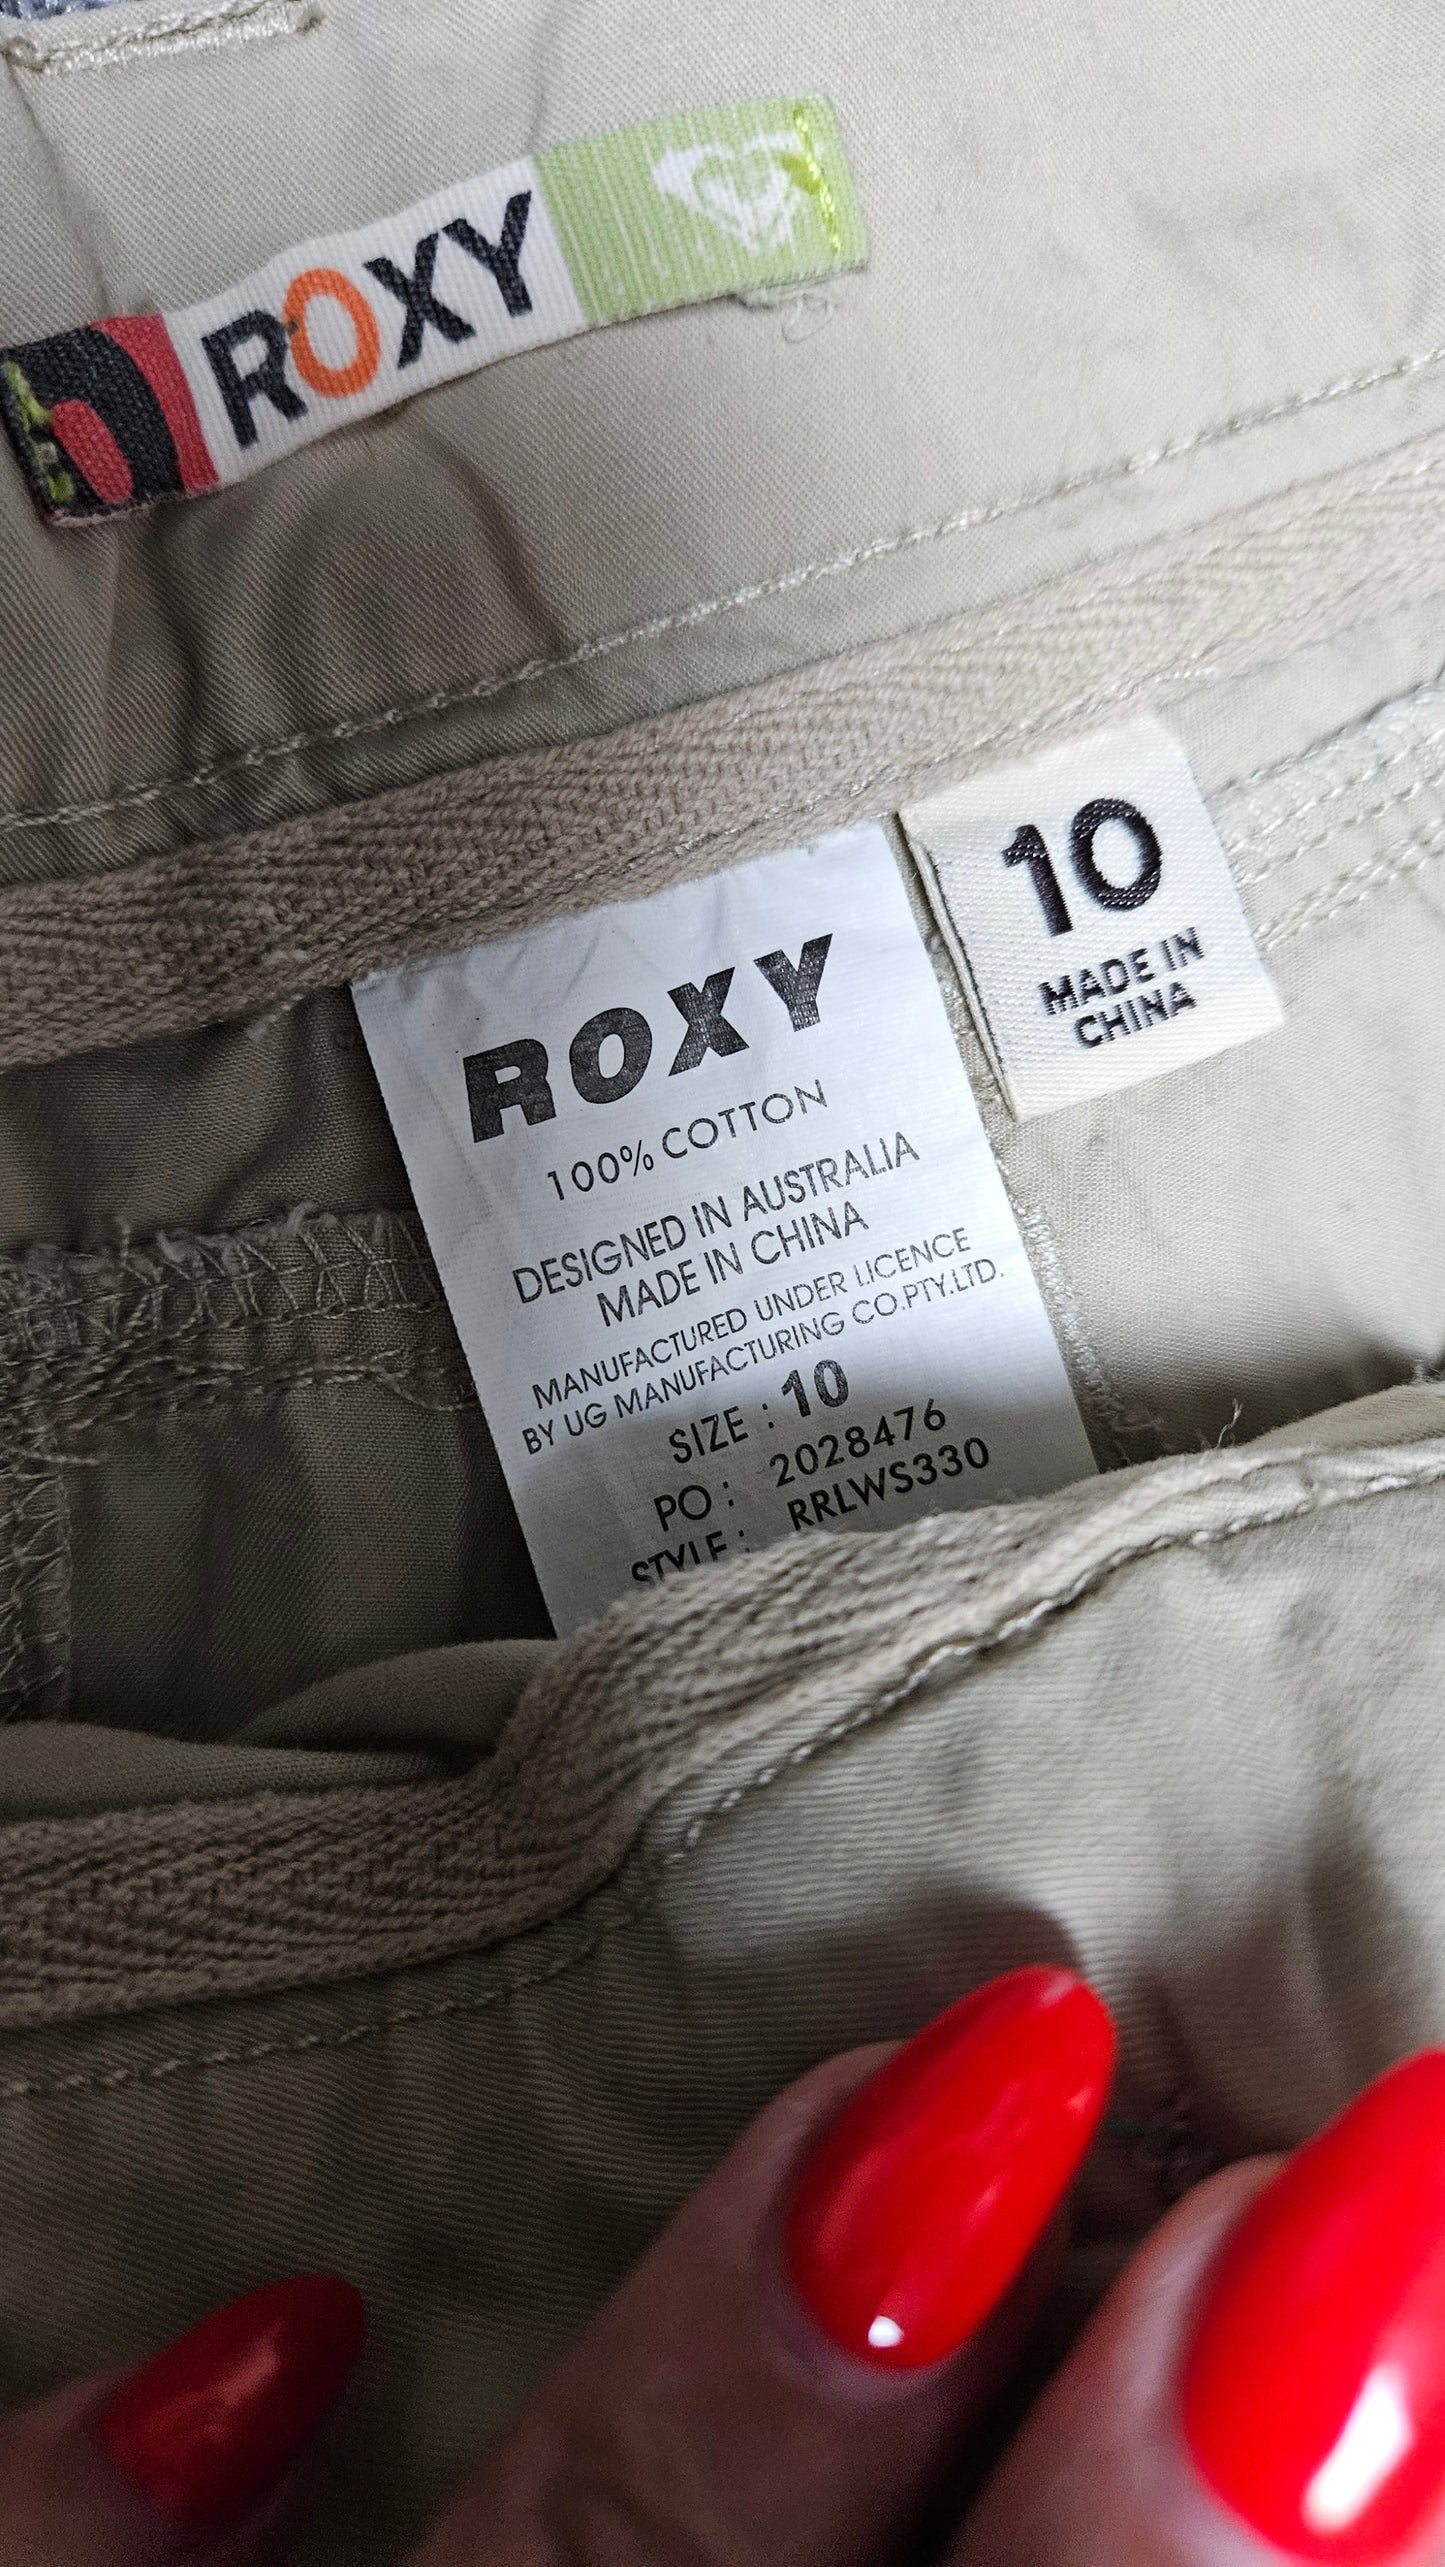 ROXY
10
MADE IN
CHINA
ROXY
100% COTTON
DESIGNED IN AUSTRALIA
MADE IN CHINA
MANUFACTURED UNDER LICENCE
BY UG MANUFACTURING CO.PTY.LTD.
SIZE : 10
PO : 2028476
STYLE : RRLWS330